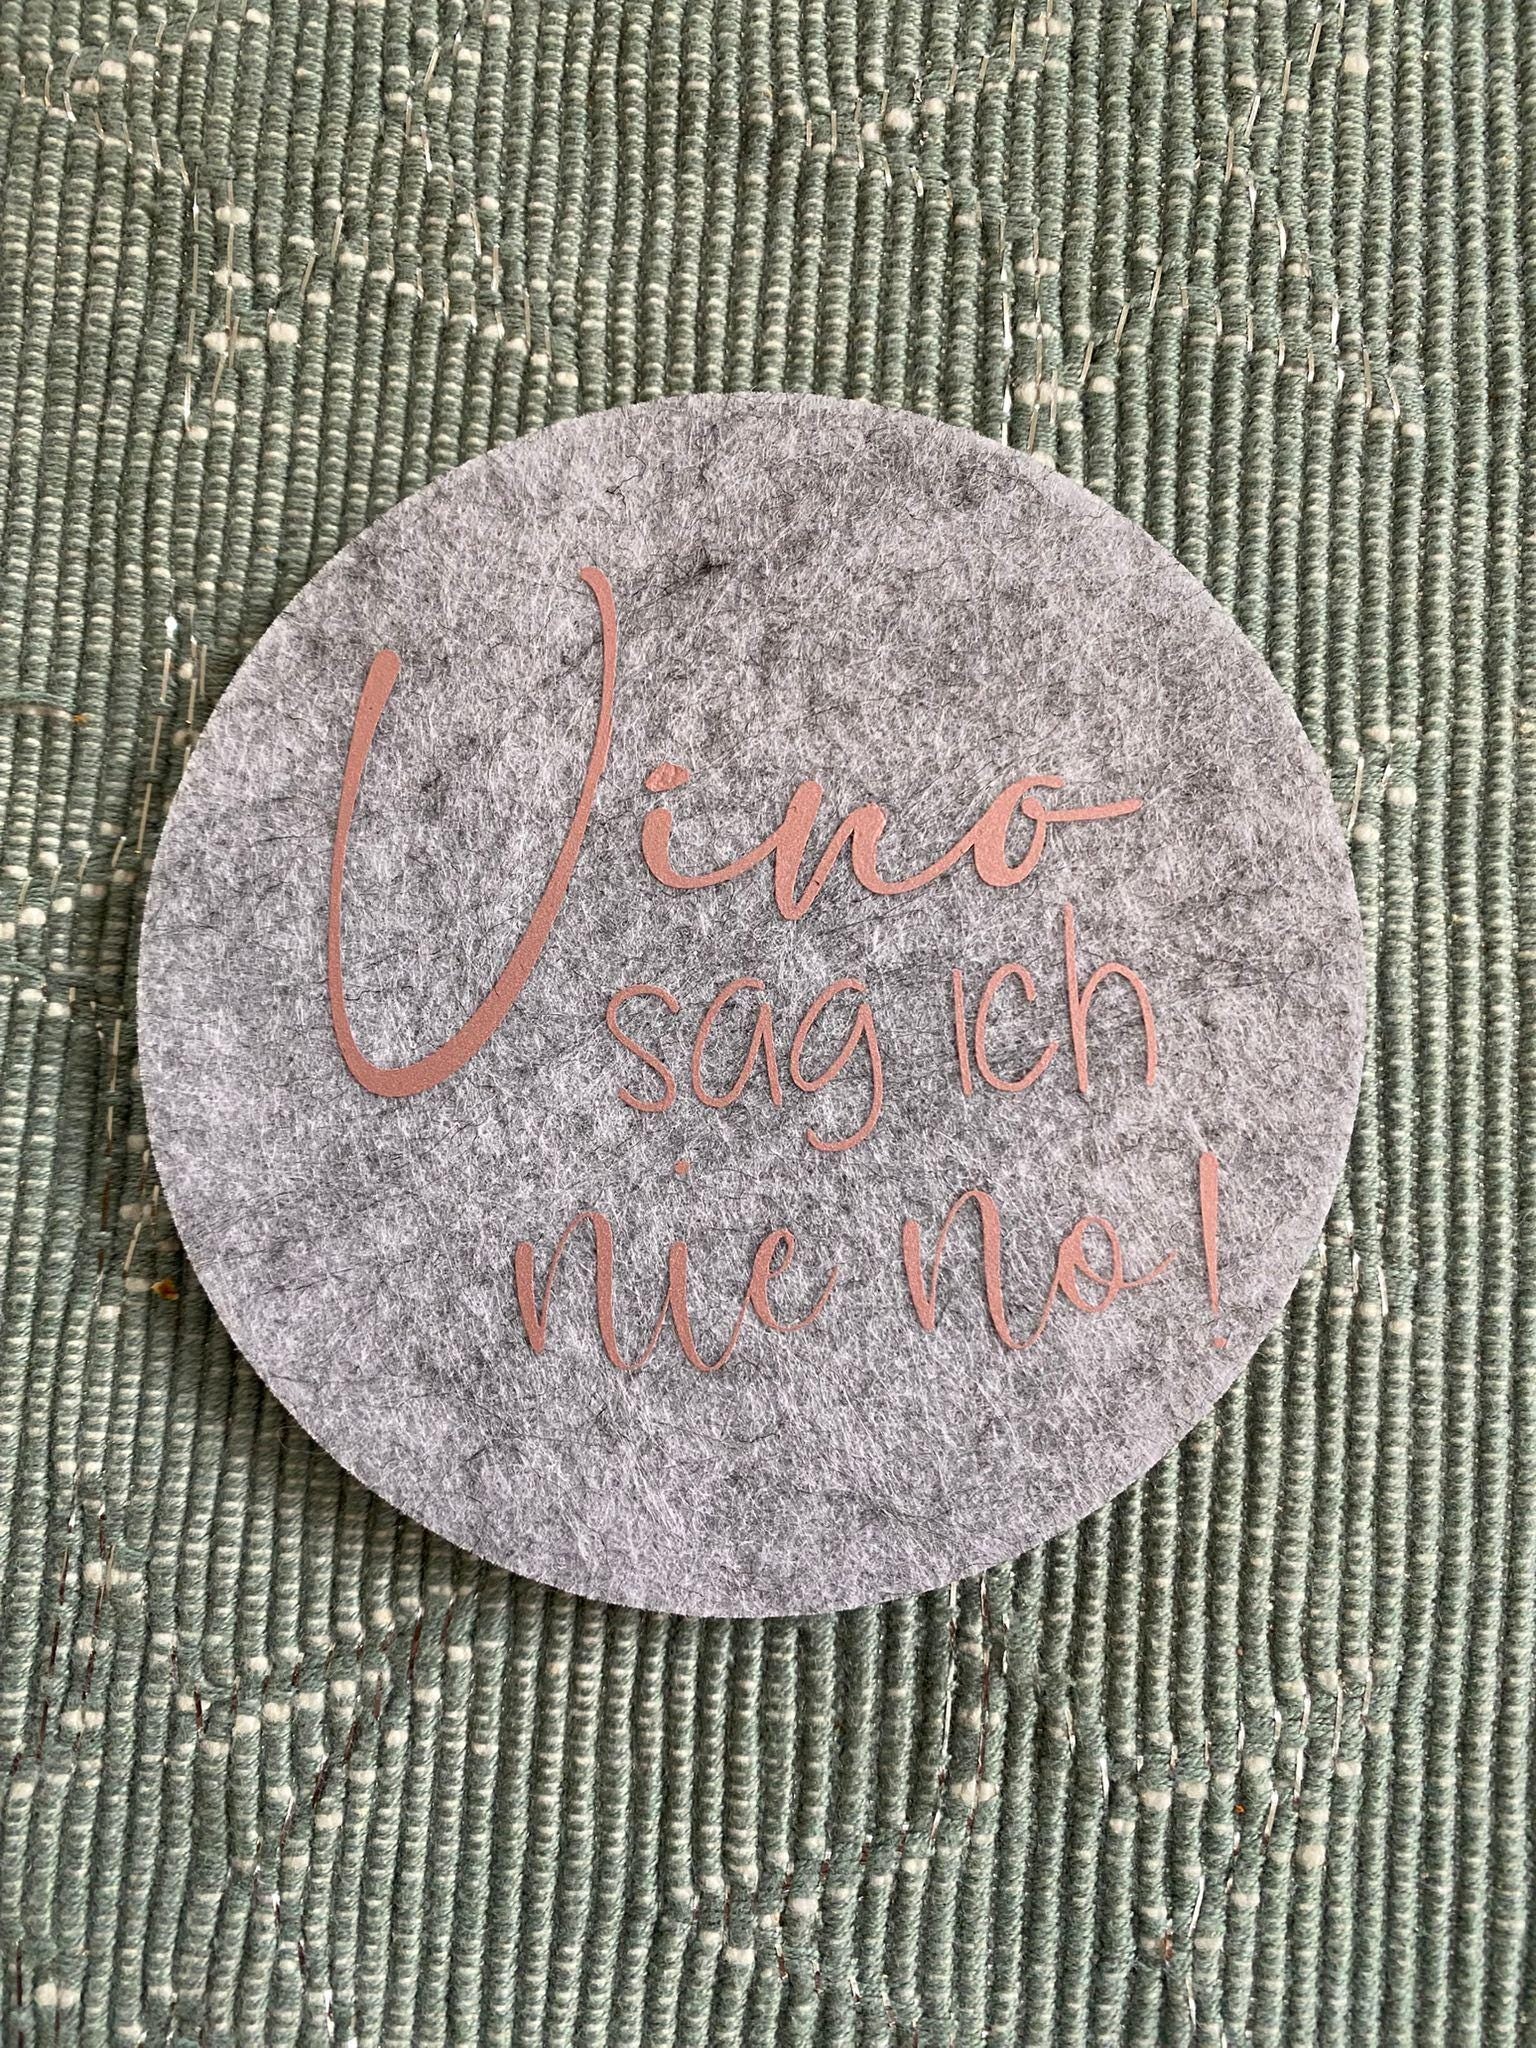 Vino
sag ich
nie no!